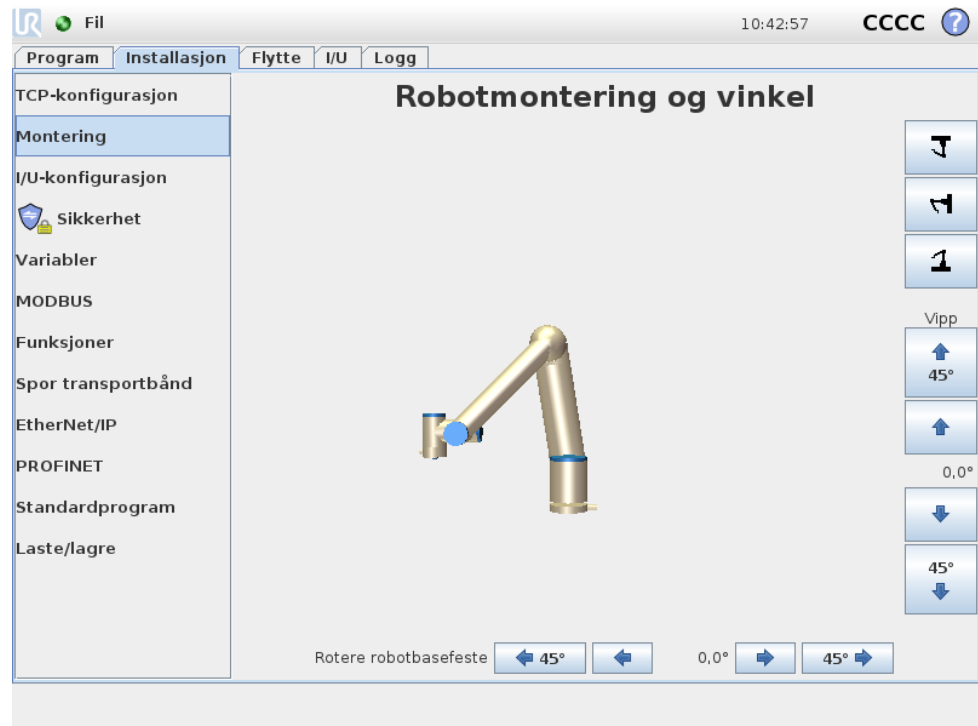 UR Fil 10:42:57 CCCC ?
Program Installasjon Flytte I/U Logg
TCP-konfigurasjon
Montering
I/U-konfigurasjon
Sikkerhet
Variabler
MODBUS
Funksjoner
Spor transportbånd
EtherNet/IP
PROFINET
Standardprogram
Laste/lagre
Robotmontering og vinkel
Vipp
45°
0,0°
45°
Rotere robotbasefeste 45° 0,0° 45°